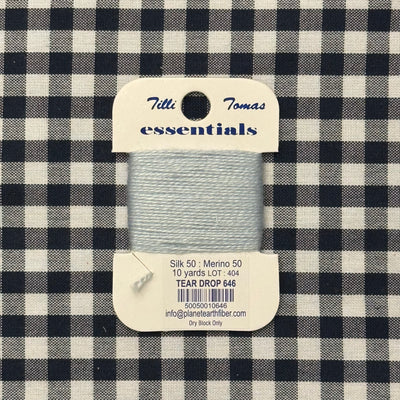 Tilli Tomas
essentials
Silk 50 : Merino 50
10 yards LOT : 404
TEAR DROP 646
50050010646
info@planetearthfiber.com
Dry Block Only